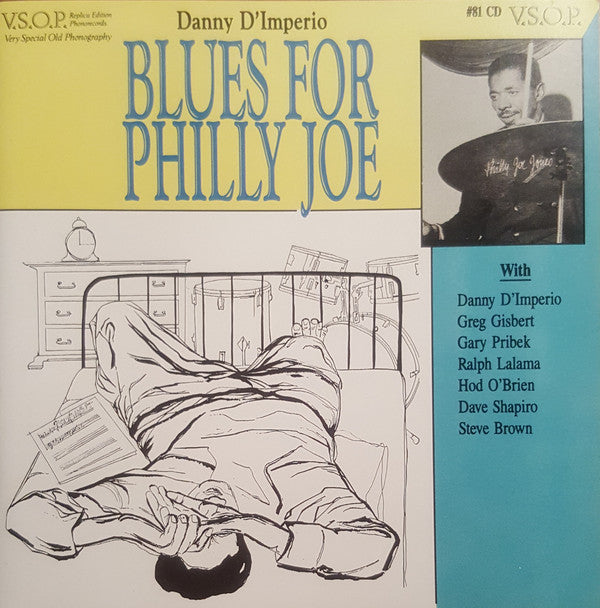 V.S.O.P. Replica Edition Phonorecords
Very Special Old Phonography
Danny D'Imperio
#81 CD V.S.O.P.
BLUES FOR
PHILLY JOE
Philly Joe Jones
With
Danny D'Imperio
Greg Gisbert
Gary Pribek
Ralph Lalama
Hod O'Brien
Dave Shapiro
Steve Brown